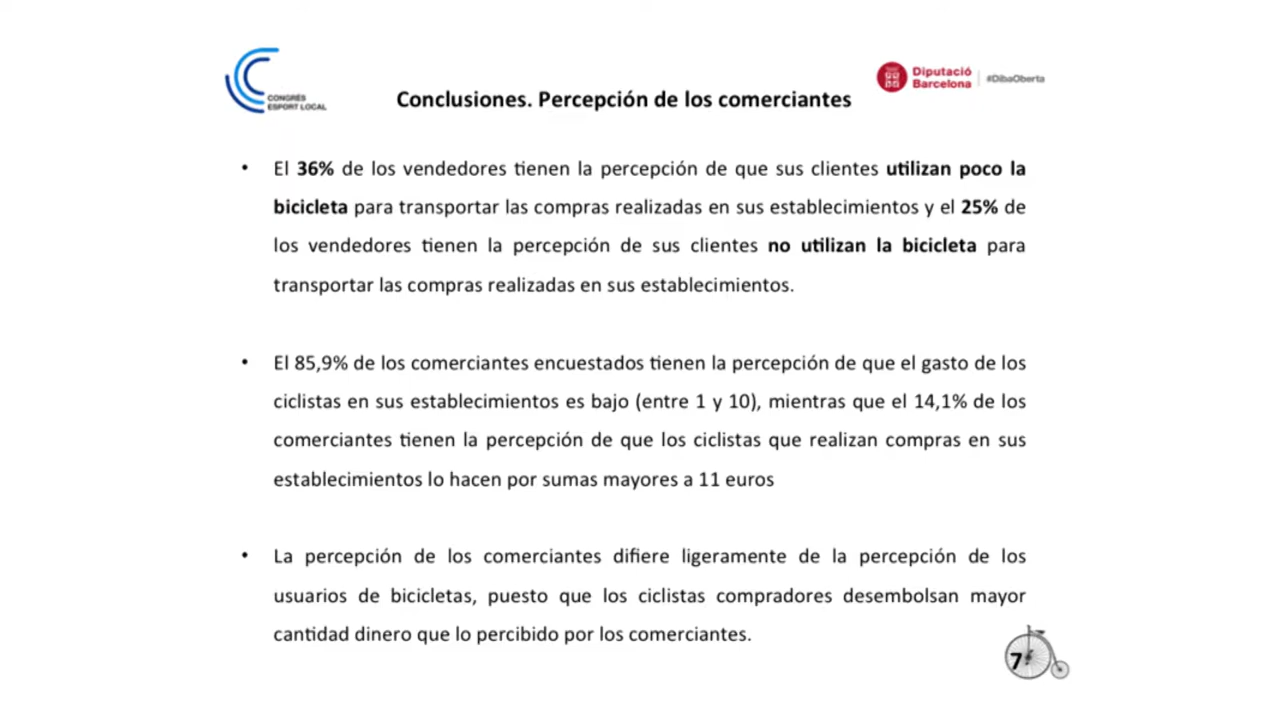 CONGRÉS
ESPORT LOCAL
Diputació
Barcelona
#DibaOberta
Conclusiones. Percepción de los comerciantes
• El 36% de los vendedores tienen la percepción de que sus clientes utilizan poco la
bicicleta para transportar las compras realizadas en sus establecimientos y el 25% de
los vendedores tienen la percepción de sus clientes no utilizan la bicicleta para
transportar las compras realizadas en sus establecimientos.
• El 85,9% de los comerciantes encuestados tienen la percepción de que el gasto de los
ciclistas en sus establecimientos es bajo (entre 1 y 10), mientras que el 14,1% de los
comerciantes tienen la percepción de que los ciclistas que realizan compras en sus
establecimientos lo hacen por sumas mayores a 11 euros
• La percepción de los comerciantes difiere ligeramente de la percepción de los
usuarios de bicicletas, puesto que los ciclistas compradores desembolsan mayor
cantidad dinero que lo percibido por los comerciantes.
7